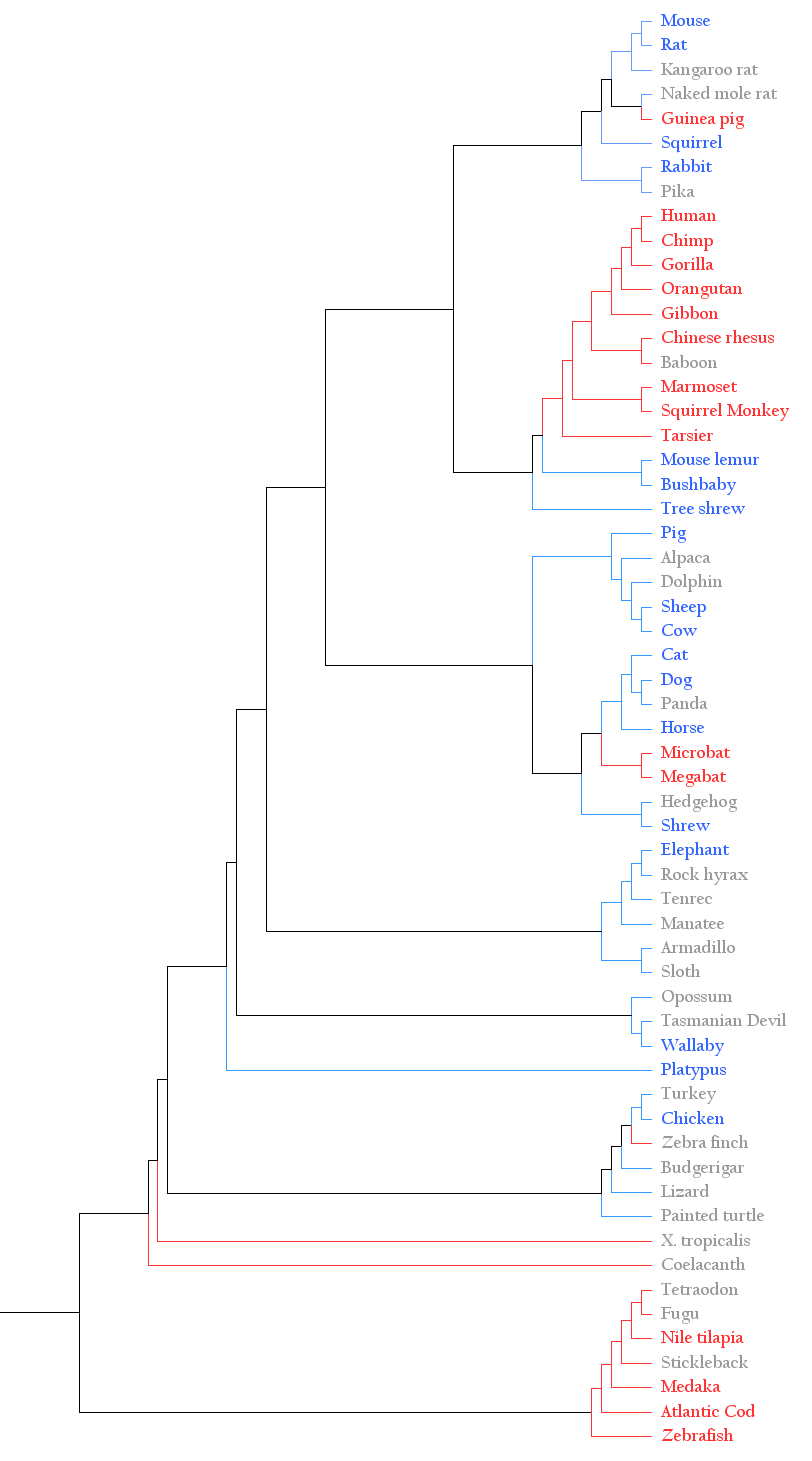 Mouse
Rat
Kangaroo rat
Naked mole rat
Guinea pig
Squirrel
Rabbit
Pika
Human
Chimp
Gorilla
Orangutan
Gibbon
Chinese rhesus
Baboon
Marmoset
Squirrel Monkey
Tarsier
Mouse lemur
Bushbaby
Tree shrew
Pig
Alpaca
Dolphin
Sheep
Cow
Cat
Dog
Panda
Horse
Microbat
Megabat
Hedgehog
Shrew
Elephant
Rock hyrax
Tenrec
Manatee
Armadillo
Sloth
Opossum
Tasmanian Devil
Wallaby
Platypus
Turkey
Chicken
Zebra finch
Budgerigar
Lizard
Painted turtle
X. tropicalis
Coelacanth
Tetraodon
Fugu
Nile tilapia
Stickleback
Medaka
Atlantic Cod
Zebrafish